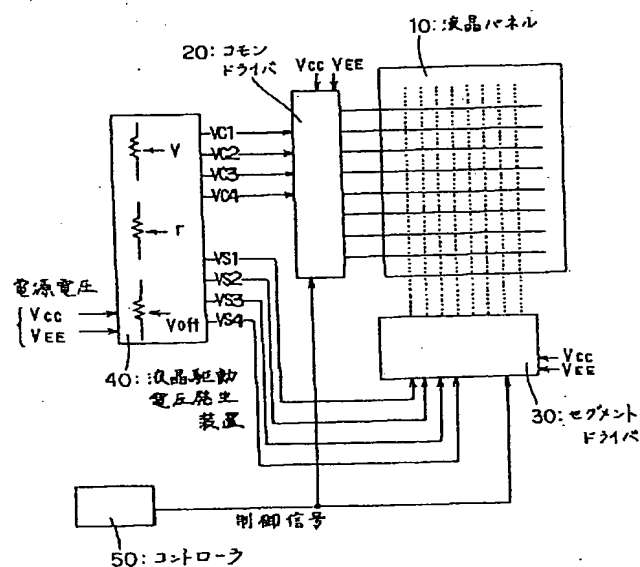 10:液晶パネル
20:コモン
ドライバ
VCC VEE
V
r
Voff
VC1
VC2
VC3
VC4
VS1
VS2
VS3
VS4
電源電圧
VCC
VEE
40:液晶駆動
電圧発生
装置
VCC
VEE
30:セグメント
ドライバ
制御信号
50:コントローラ